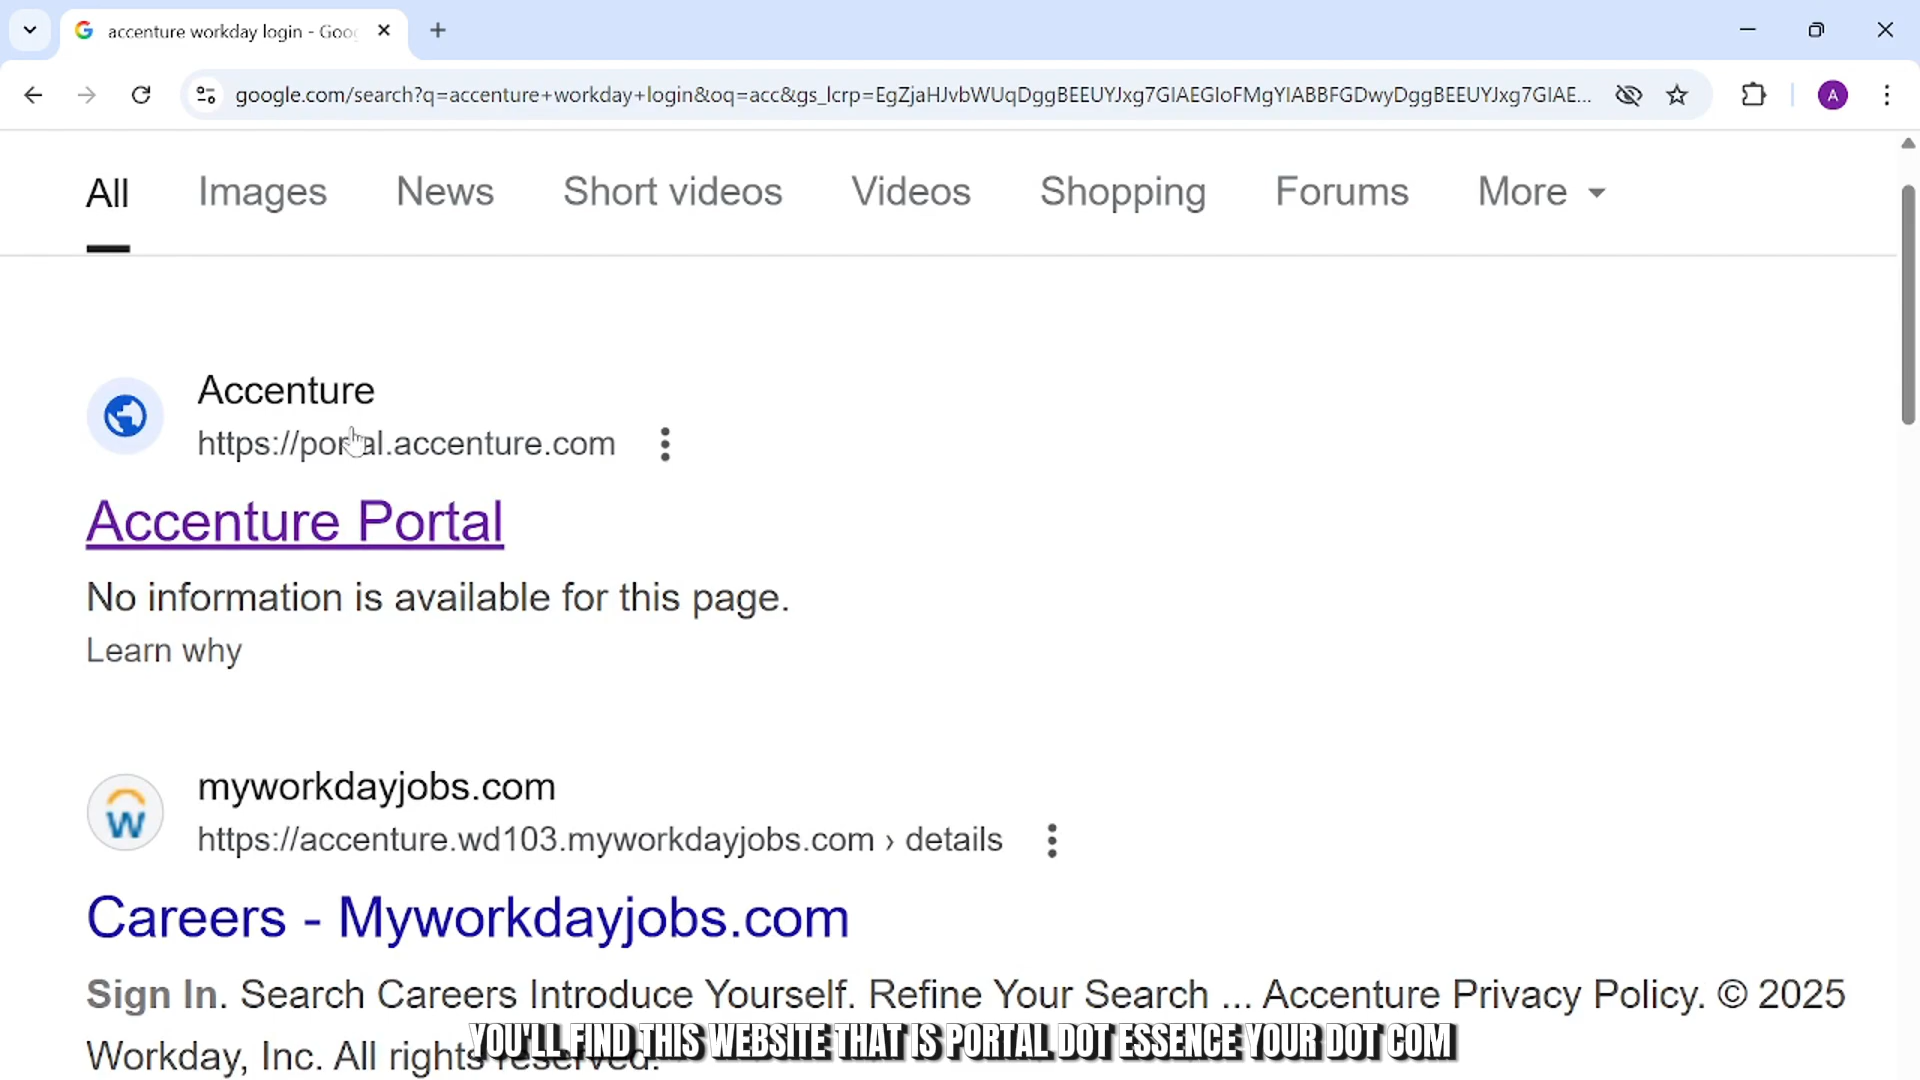 accenture workday login - Goo
google.com/search?q=accenture+workday+login&oq=acc&gs_lcrp=EgZjaHJvbWUqDggBEEUYJxg7GIAEGIoFMgYIABBFGDwyDggBEEUYJxg7GIAE...
A
All Images News Short videos Videos Shopping Forums More
Accenture
https://portal.accenture.com
Accenture Portal
No information is available for this page.
Learn why
W
myworkdayjobs.com
https://accenture.wd103.myworkdayjobs.com › details
Careers - Myworkdayjobs.com
Sign In. Search Careers Introduce Yourself. Refine Your Search ... Accenture Privacy Policy. © 2025
Workday, Inc. All rights reserved.
YOU'LL FIND THIS WEBSITE THAT IS PORTAL DOT ESSENCE YOUR DOT COM